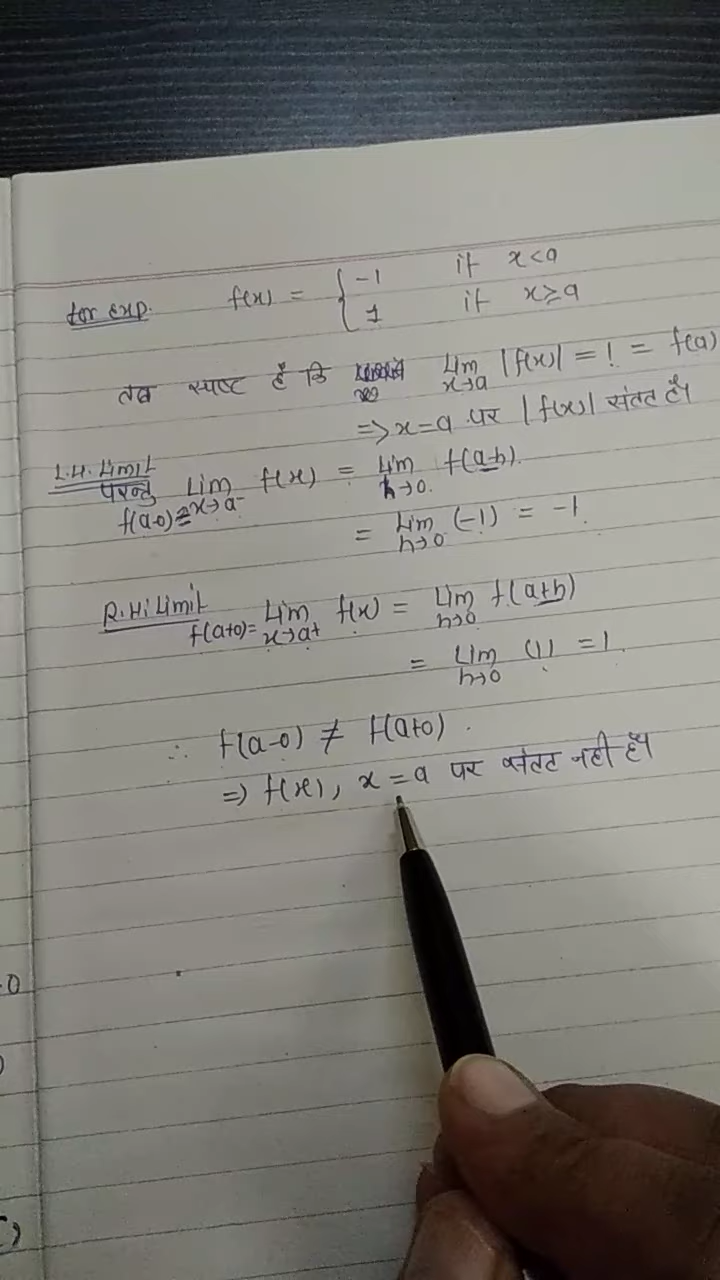 for exp. f(x) = { -1 if x<a
1 if x≥a
तब स्पष्ट है कि Lim x→a |f(x)| = 1 = f(a)
=> x=a पर |f(x)| संतत है।
L.H. Limit
परन्तु Lim x→a⁻ f(x) = Lim h→0 f(a-h).
f(a-0) =
= Lim h→0 (-1) = -1
R.H. Limit
f(a+0) = Lim x→a+ f(x) = Lim h→0 f(a+h)
= Lim h→0 (1) = 1.
∴ f(a-0) ≠ f(a+0).
=> f(x), x=a पर संतत नही है।